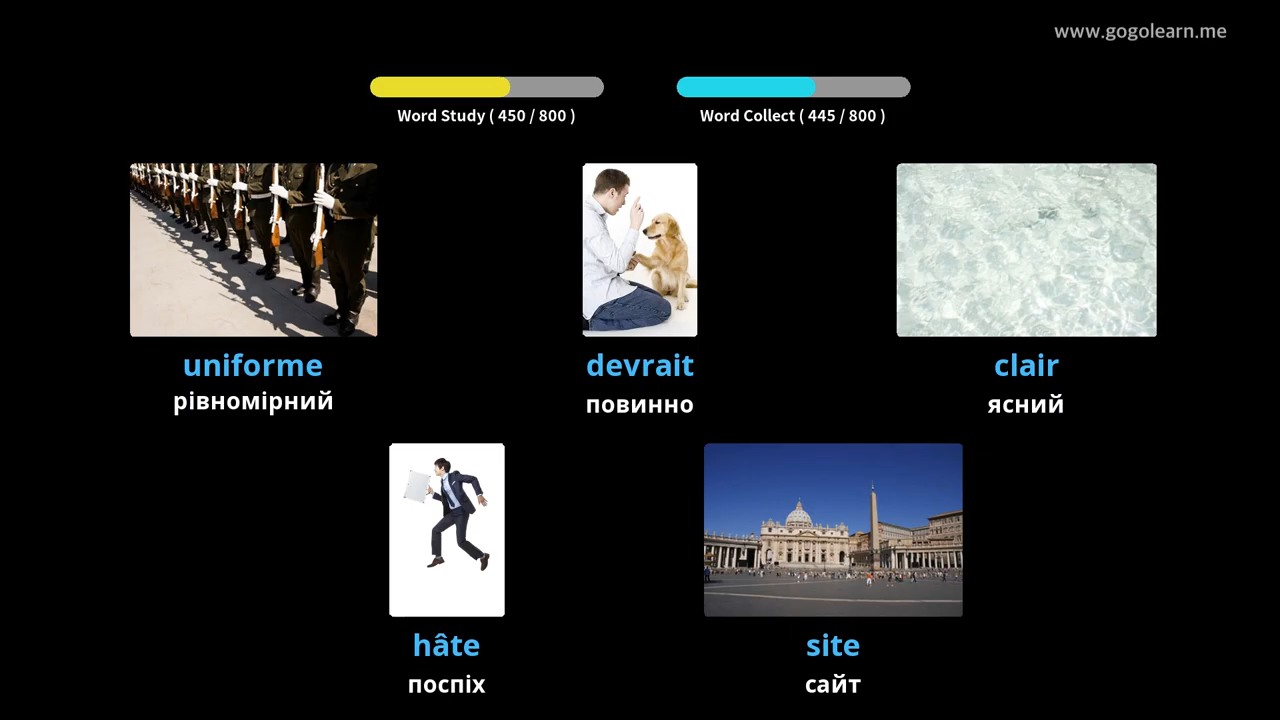 www.gogolearn.me
Word Study ( 450 / 800 )
Word Collect ( 445 / 800 )
uniforme
рівномірний
devrait
повинно
clair
ясний
hâte
поспіх
site
сайт